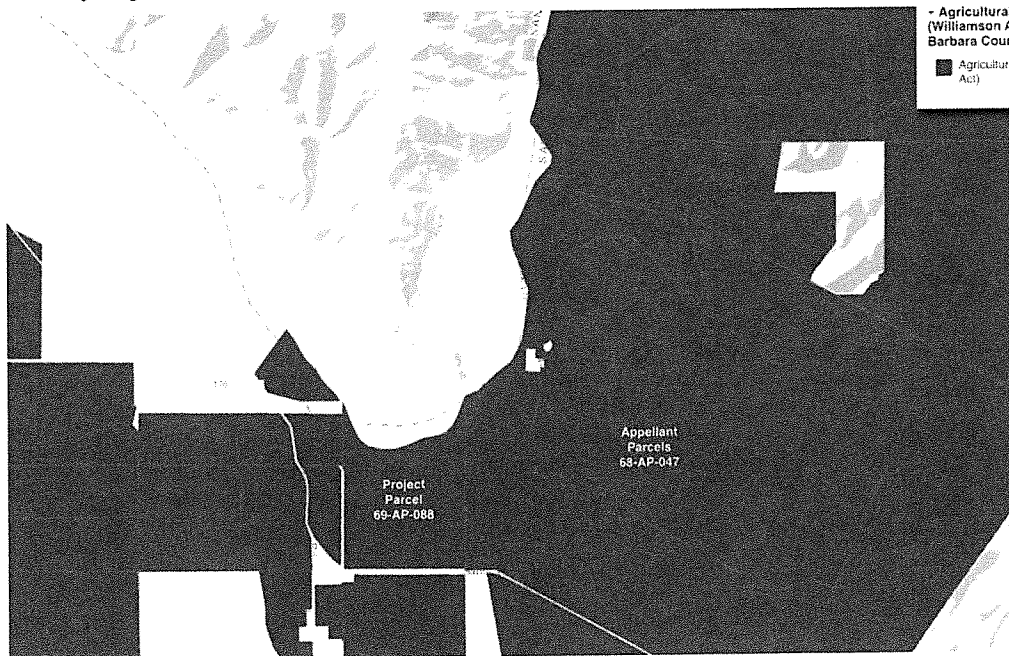 - Agricultural
(Williamson A
Barbara Cour
Agricultur
Act)
Appellant
Parcels
68-AP-047
Project
Parcel
69-AP-088